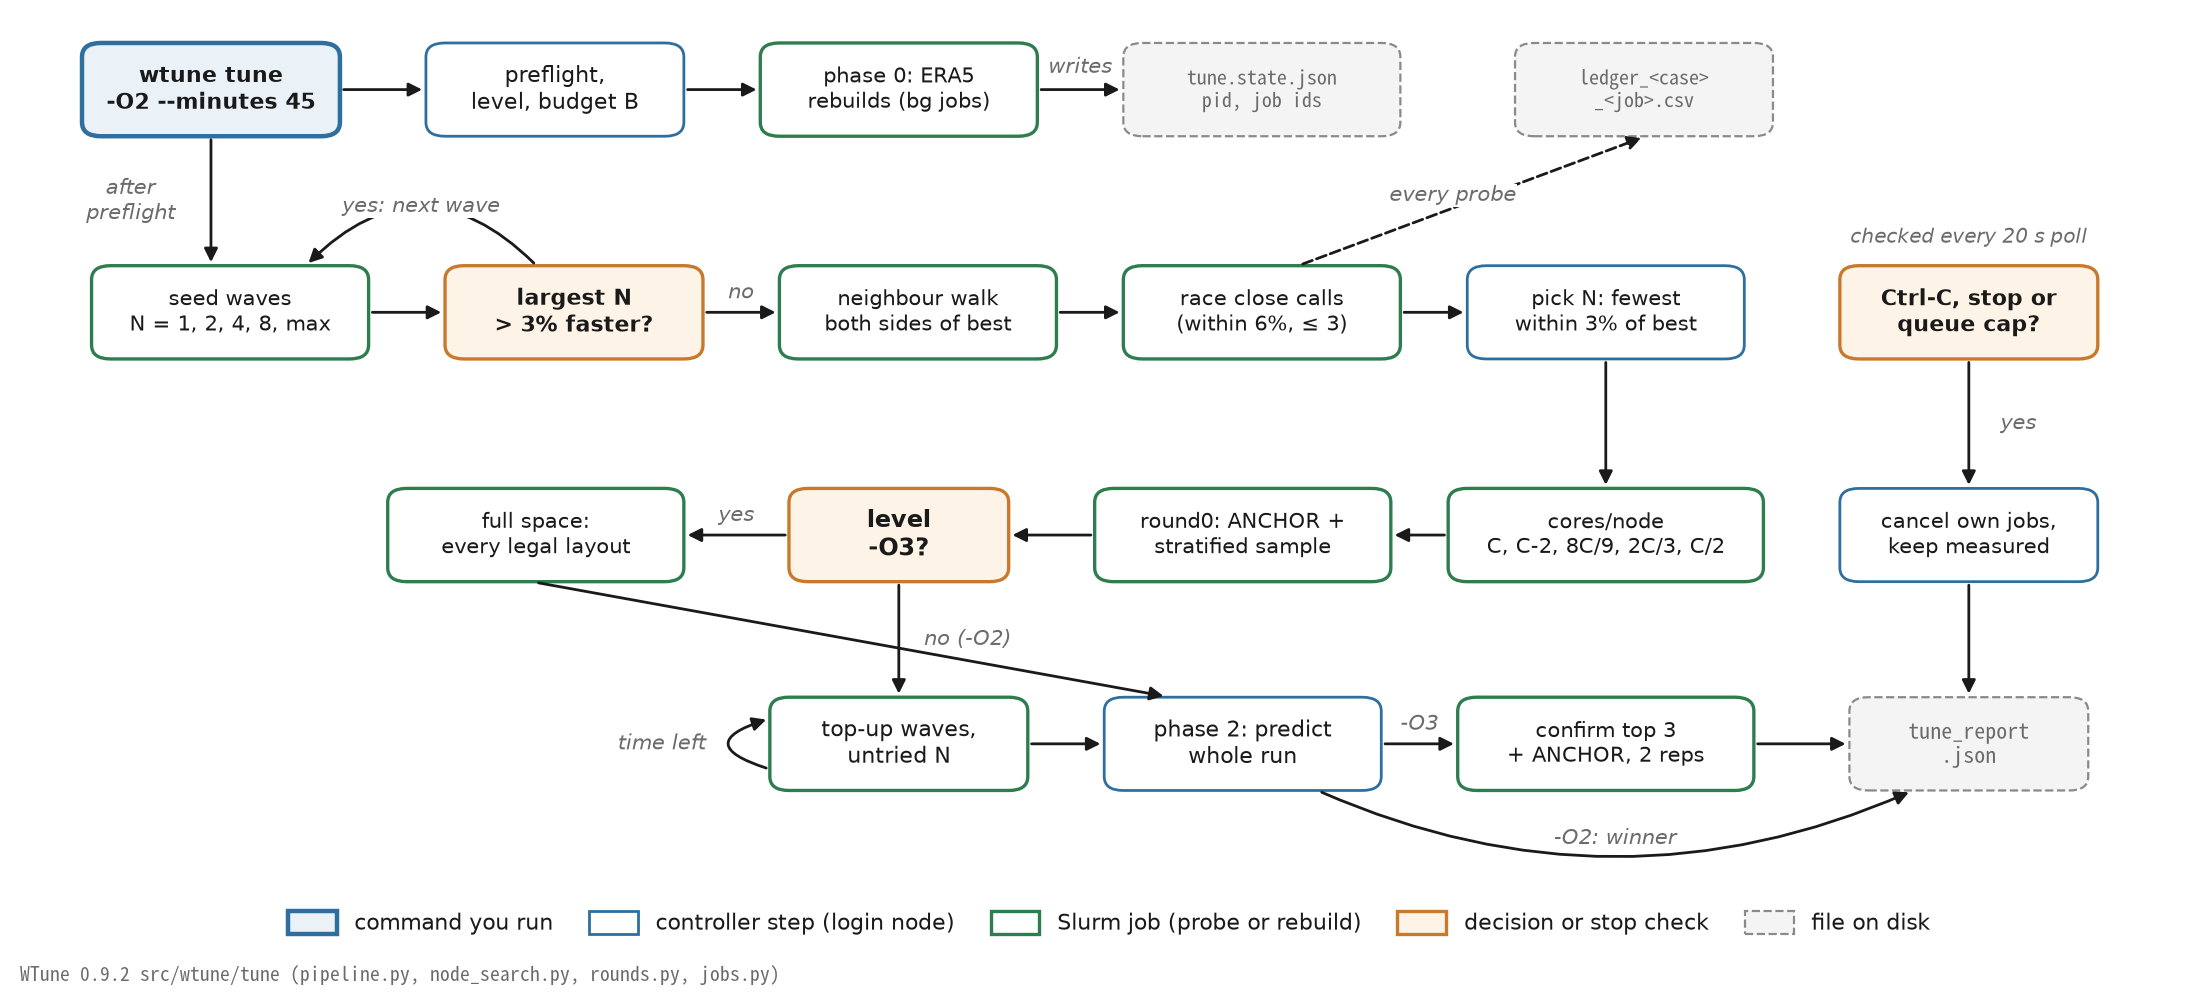 wtune tune
-O2 --minutes 45
preflight,
level, budget B
phase 0: ERA5
rebuilds (bg jobs)
writes
tune.state.json
pid, job ids
ledger_<case>
_<job>.csv
after
preflight
yes: next wave
every probe
checked every 20 s poll
seed waves
N = 1, 2, 4, 8, max
largest N
> 3% faster?
no
neighbour walk
both sides of best
race close calls
(within 6%, ≤ 3)
pick N: fewest
within 3% of best
Ctrl-C, stop or
queue cap?
yes
full space:
every legal layout
yes
level
-O3?
round0: ANCHOR +
stratified sample
cores/node
C, C-2, 8C/9, 2C/3, C/2
cancel own jobs,
keep measured
no (-O2)
time left
top-up waves,
untried N
phase 2: predict
whole run
-O3
confirm top 3
+ ANCHOR, 2 reps
tune_report
.json
-O2: winner
command you run
controller step (login node)
Slurm job (probe or rebuild)
decision or stop check
file on disk
WTune 0.9.2 src/wtune/tune (pipeline.py, node_search.py, rounds.py, jobs.py)